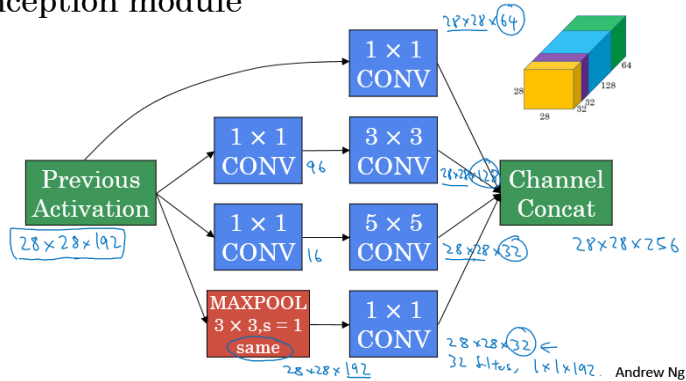 ception module
28×28×64
1 × 1
CONV
64
28
128
32
32
28
1 × 1
CONV
96
3 × 3
CONV
28×28×128
Previous
Activation
28×28×192
Channel
Concat
28×28×256
1 × 1
CONV
16
5 × 5
CONV
28×28×32
MAXPOOL
3 × 3,s = 1
same
28×28×192
1 × 1
CONV
28×28×32 ←
32 filters, 1×1×192.
Andrew Ng